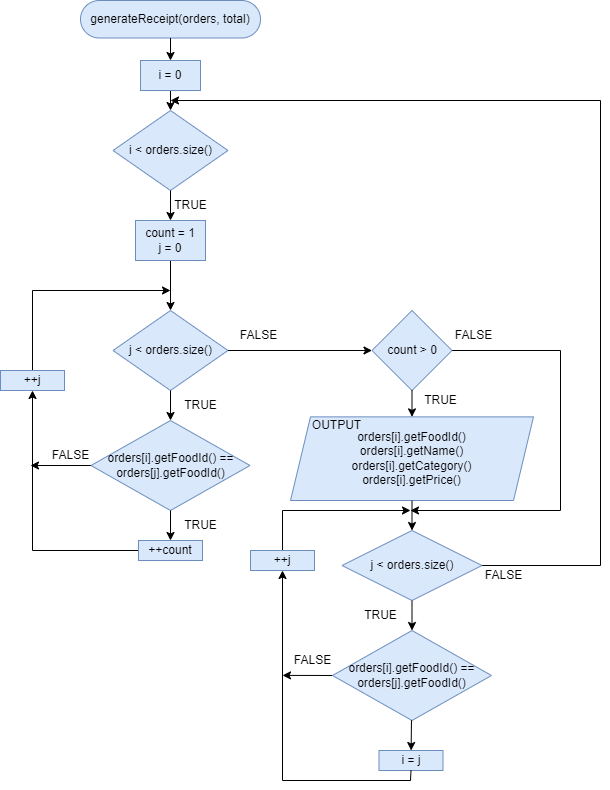 generateReceipt(orders, total)
i = 0
i < orders.size()
TRUE
count = 1
j = 0
j < orders.size()
FALSE
count > 0
FALSE
++j
TRUE
TRUE
OUTPUT
orders[i].getFoodId()
orders[i].getName()
orders[i].getCategory()
orders[i].getPrice()
FALSE
orders[i].getFoodId() ==
orders[j].getFoodId()
TRUE
++count
++j
j < orders.size()
FALSE
TRUE
FALSE
orders[i].getFoodId() ==
orders[j].getFoodId()
i = j